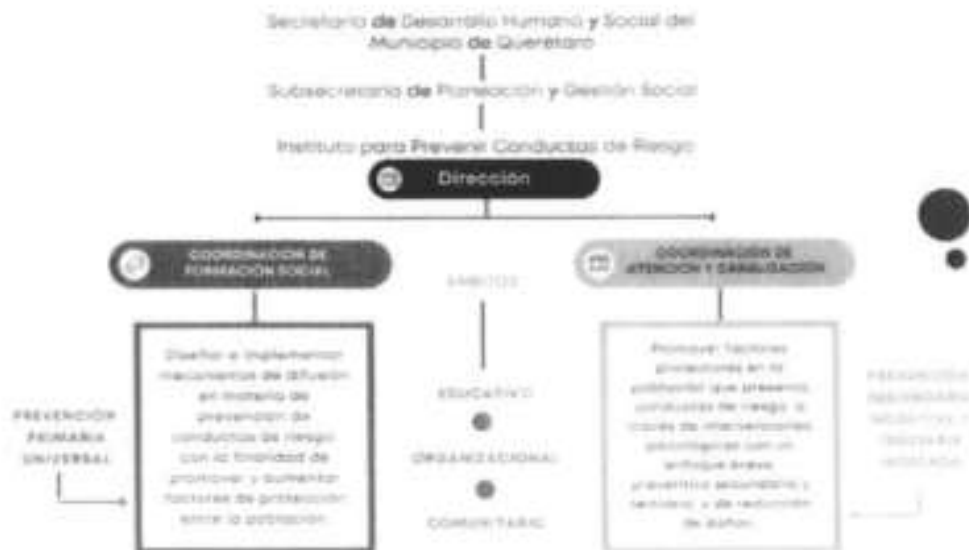 Secretaría de Desarrollo Humano y Social del
Municipio de Querétaro
Subsecretaría de Planeación y Gestión Social
Instituto para Prevenir Conductas de Riesgo
Dirección
COORDINACIÓN DE
FORMACIÓN SOCIAL
Diseñar e implementar
mecanismos de difusión
en materia de
prevención de
conductas de riesgo
con la finalidad de
promover y aumentar
factores de protección
entre la población.
PREVENCIÓN
PRIMARIA
UNIVERSAL
ÁMBITOS
EDUCATIVO
ORGANIZACIONAL
COMUNITARIO
COORDINACIÓN DE
ATENCIÓN Y CANALIZACIÓN
Promover factores
protectores en la
población que presenta
conductas de riesgo a
través de intervenciones
psicológicas con un
enfoque breve,
preventivo secundario y
terciario, y de reducción
de daños.